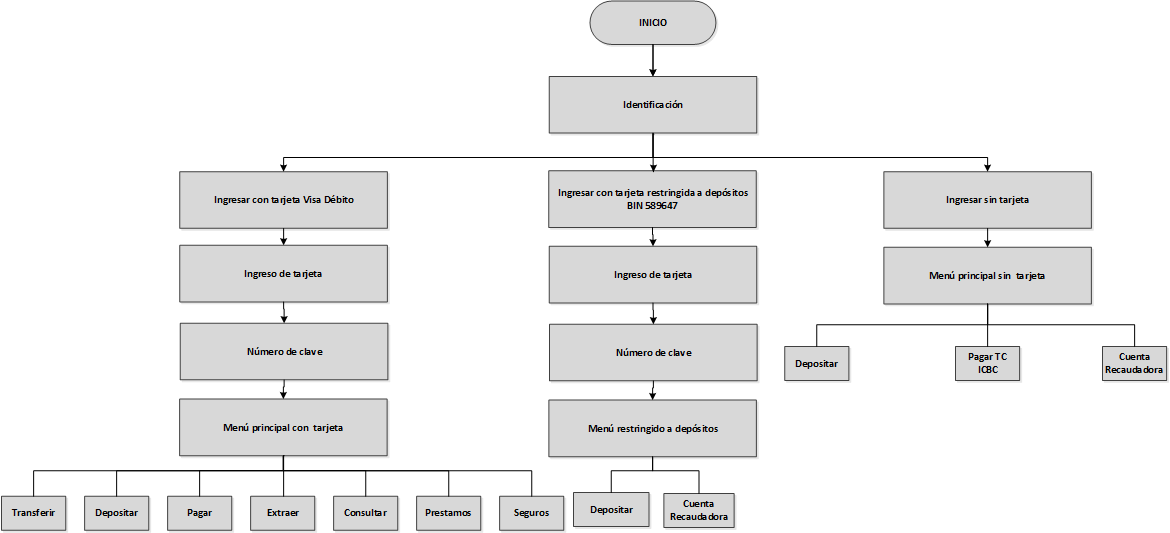 INICIO
Identificación
Ingresar con tarjeta Visa Débito
Ingresar con tarjeta restringida a depósitos
BIN 589647
Ingresar sin tarjeta
Ingreso de tarjeta
Ingreso de tarjeta
Menú principal sin tarjeta
Número de clave
Número de clave
Depositar
Pagar TC
ICBC
Cuenta
Recaudadora
Menú principal con tarjeta
Menú restringido a depósitos
Transferir
Depositar
Pagar
Extraer
Consultar
Prestamos
Seguros
Depositar
Cuenta
Recaudadora